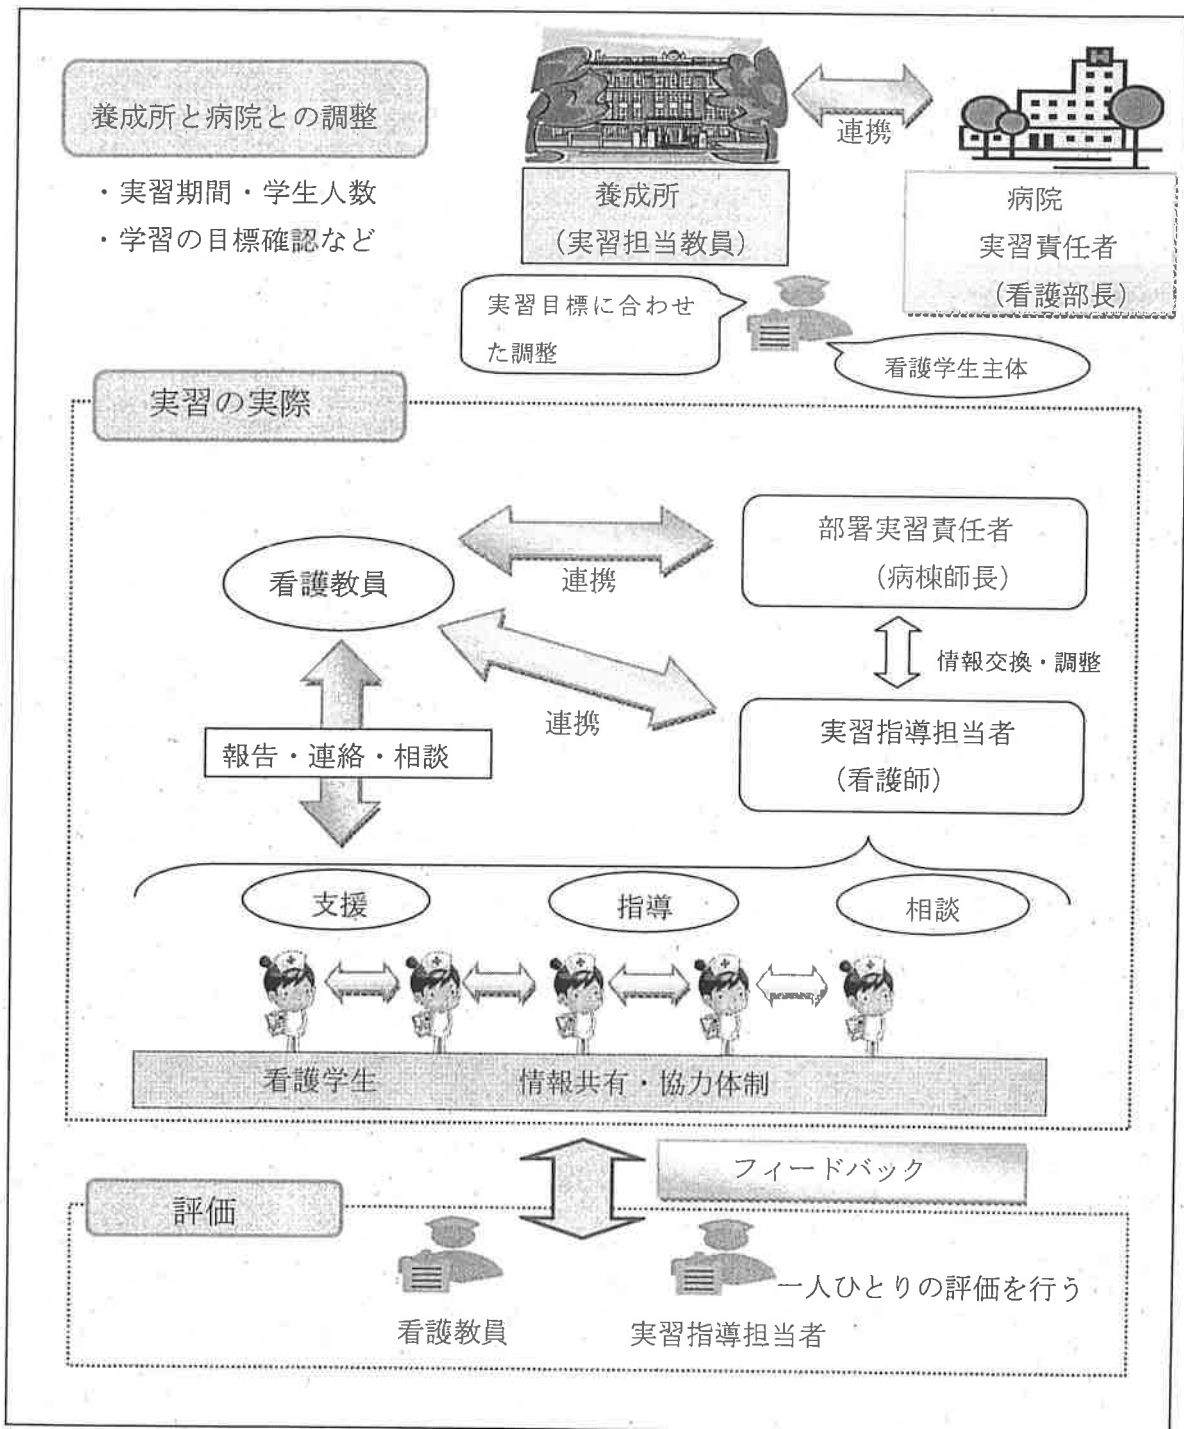 養成所と病院との調整
・実習期間・学生人数
・学習の目標確認など
連携
養成所
（実習担当教員）
病院
実習責任者
（看護部長）
実習目標に合わせ
た調整
看護学生主体
実習の実際
看護教員
連携
部署実習責任者
（病棟師長）
情報交換・調整
連携
実習指導担当者
（看護師）
報告・連絡・相談
支援
指導
相談
看護学生
情報共有・協力体制
フィードバック
評価
一人ひとりの評価を行う
看護教員
実習指導担当者